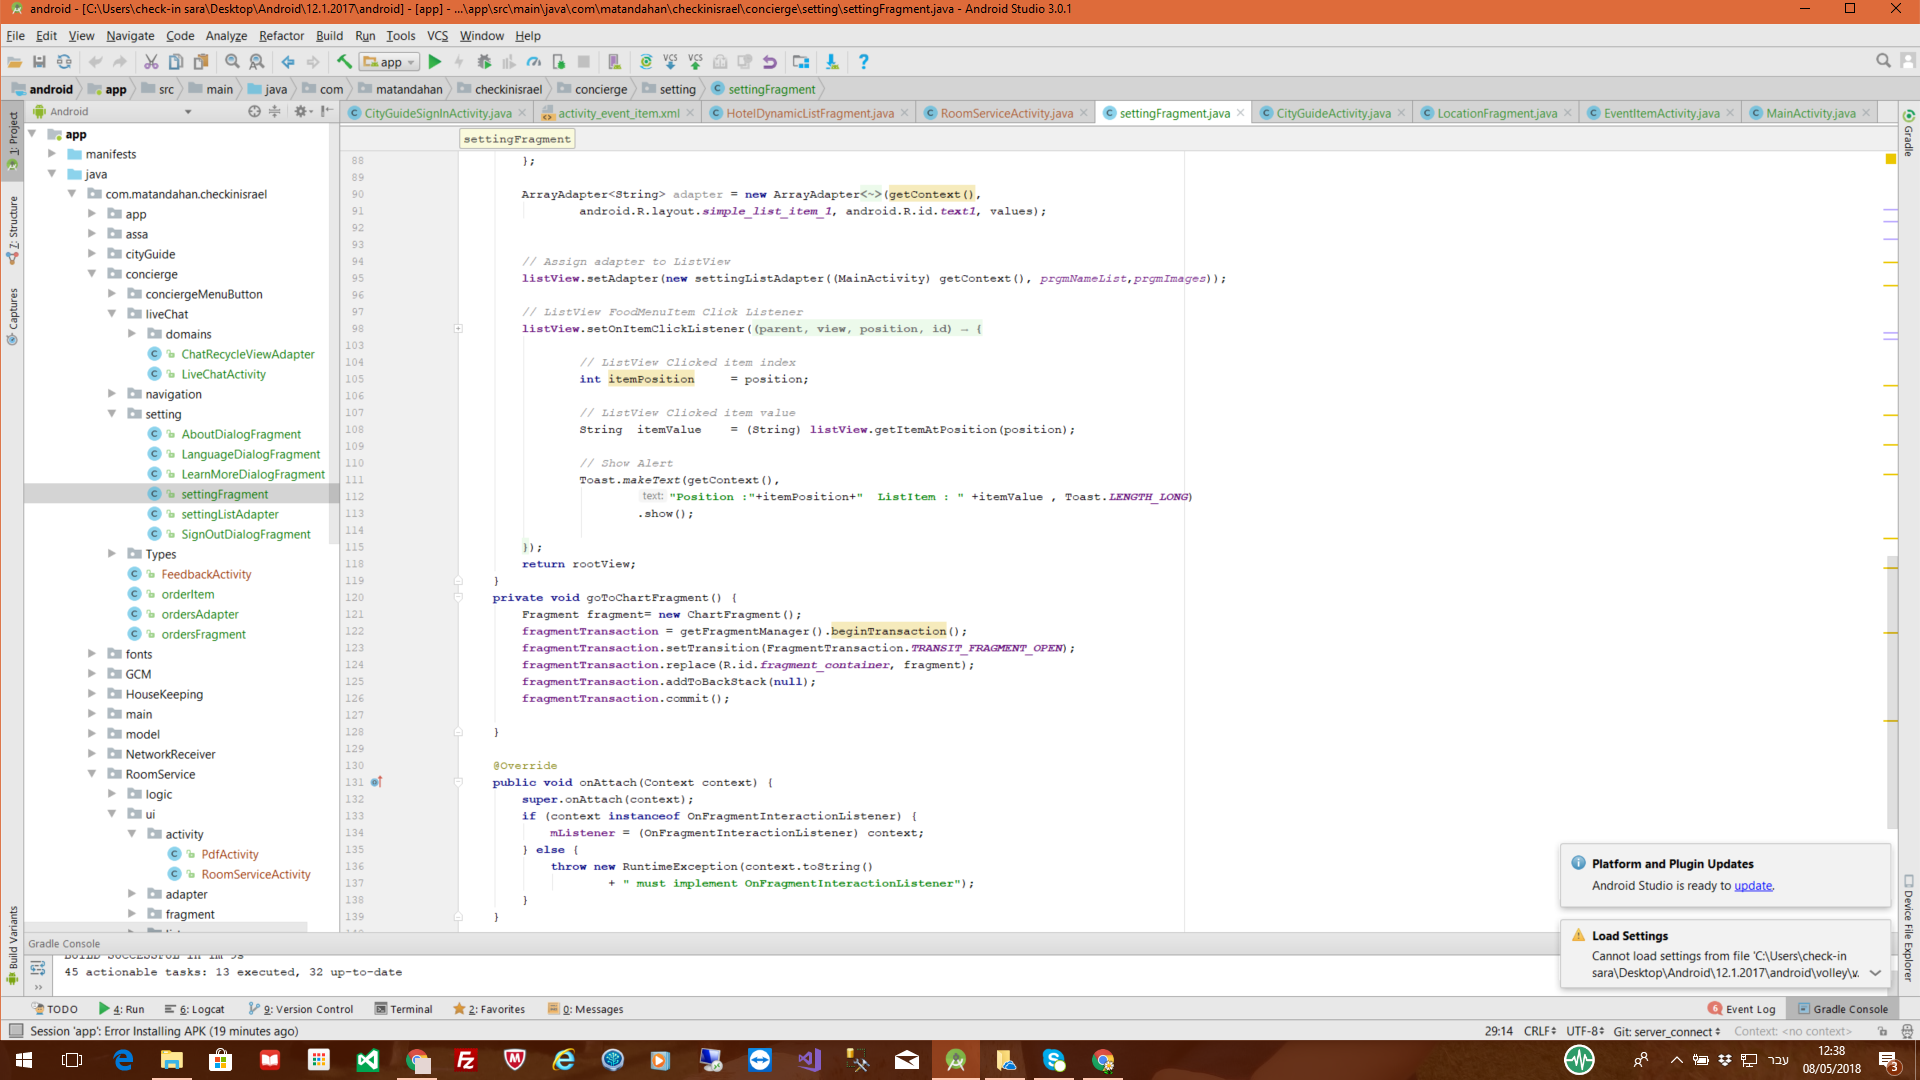 android - [C:\Users\check-in sara\Desktop\Android\12.1.2017\android] - [app] - ...\app\src\main\java\com\matandahan\checkinisrael\concierge\setting\settingFragment.java - Android Studio 3.0.1
File Edit View Navigate Code Analyze Refactor Build Run Tools VCS Window Help
app
android app src main java com matandahan checkinisrael concierge setting settingFragment
Android
CityGuideSignInActivity.java activity_event_item.xml HotelDynamicListFragment.java RoomServiceActivity.java settingFragment.java CityGuideActivity.java LocationFragment.java EventItemActivity.java MainActivity.java
settingFragment
1: Project
7: Structure
Captures
Build Variants
Gradle
Device File Explorer
app
manifests
java
com.matandahan.checkinisrael
app
assa
cityGuide
concierge
conciergeMenuButton
liveChat
domains
ChatRecycleViewAdapter
LiveChatActivity
navigation
setting
AboutDialogFragment
LanguageDialogFragment
LearnMoreDialogFragment
settingFragment
settingListAdapter
SignOutDialogFragment
Types
FeedbackActivity
orderItem
ordersAdapter
ordersFragment
fonts
GCM
HouseKeeping
main
model
NetworkReceiver
RoomService
logic
ui
activity
PdfActivity
RoomServiceActivity
adapter
fragment
88 };
89
90 ArrayAdapter<String> adapter = new ArrayAdapter<~>(getContext(),
91 android.R.layout.simple_list_item_1, android.R.id.text1, values);
92
93
94 // Assign adapter to ListView
95 listView.setAdapter(new settingListAdapter((MainActivity) getContext(), prgmNameList,prgmImages));
96
97 // ListView FoodMenuItem Click Listener
98 listView.setOnItemClickListener((parent, view, position, id) → {
103
104 // ListView Clicked item index
105 int itemPosition = position;
106
107 // ListView Clicked item value
108 String itemValue = (String) listView.getItemAtPosition(position);
109
110 // Show Alert
111 Toast.makeText(getContext(),
112 text: "Position :"+itemPosition+" ListItem : " +itemValue , Toast.LENGTH_LONG)
113 .show();
114
115 });
118 return rootView;
119 }
120 private void goToChartFragment() {
121 Fragment fragment= new ChartFragment();
122 fragmentTransaction = getFragmentManager().beginTransaction();
123 fragmentTransaction.setTransition(FragmentTransaction.TRANSIT_FRAGMENT_OPEN);
124 fragmentTransaction.replace(R.id.fragment_container, fragment);
125 fragmentTransaction.addToBackStack(null);
126 fragmentTransaction.commit();
127
128 }
129
130 @Override
131 public void onAttach(Context context) {
132 super.onAttach(context);
133 if (context instanceof OnFragmentInteractionListener) {
134 mListener = (OnFragmentInteractionListener) context;
135 } else {
136 throw new RuntimeException(context.toString()
137 + " must implement OnFragmentInteractionListener");
138 }
139 }
Platform and Plugin Updates
Android Studio is ready to update.
Load Settings
Cannot load settings from file 'C:\Users\check-in
sara\Desktop\Android\12.1.2017\android\volley\v.
Gradle Console
BUILD SUCCESSFUL in 1m 9s
45 actionable tasks: 13 executed, 32 up-to-date
TODO 4: Run 6: Logcat 9: Version Control Terminal 2: Favorites 0: Messages 6 Event Log Gradle Console
Session 'app': Error Installing APK (19 minutes ago) 29:14 CRLF UTF-8 Git: server_connect Context: <no context>
עבר
12:38
08/05/2018
3